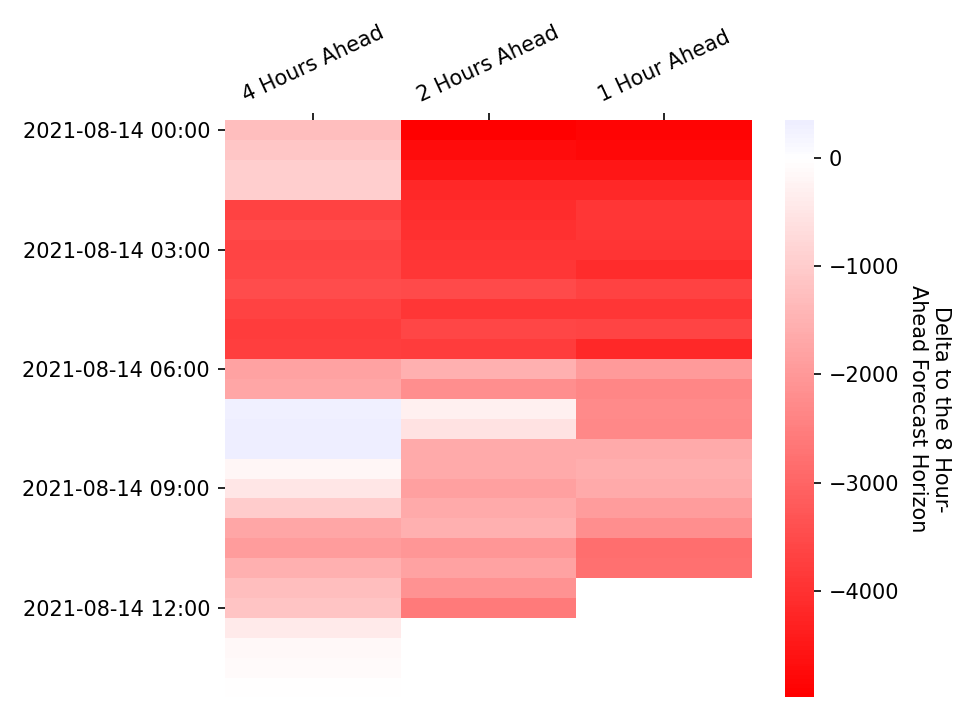 4 Hours Ahead
2 Hours Ahead
1 Hour Ahead
2021-08-14 00:00
2021-08-14 03:00
2021-08-14 06:00
2021-08-14 09:00
2021-08-14 12:00
0
−1000
−2000
−3000
−4000
Delta to the 8 Hour-
Ahead Forecast Horizon